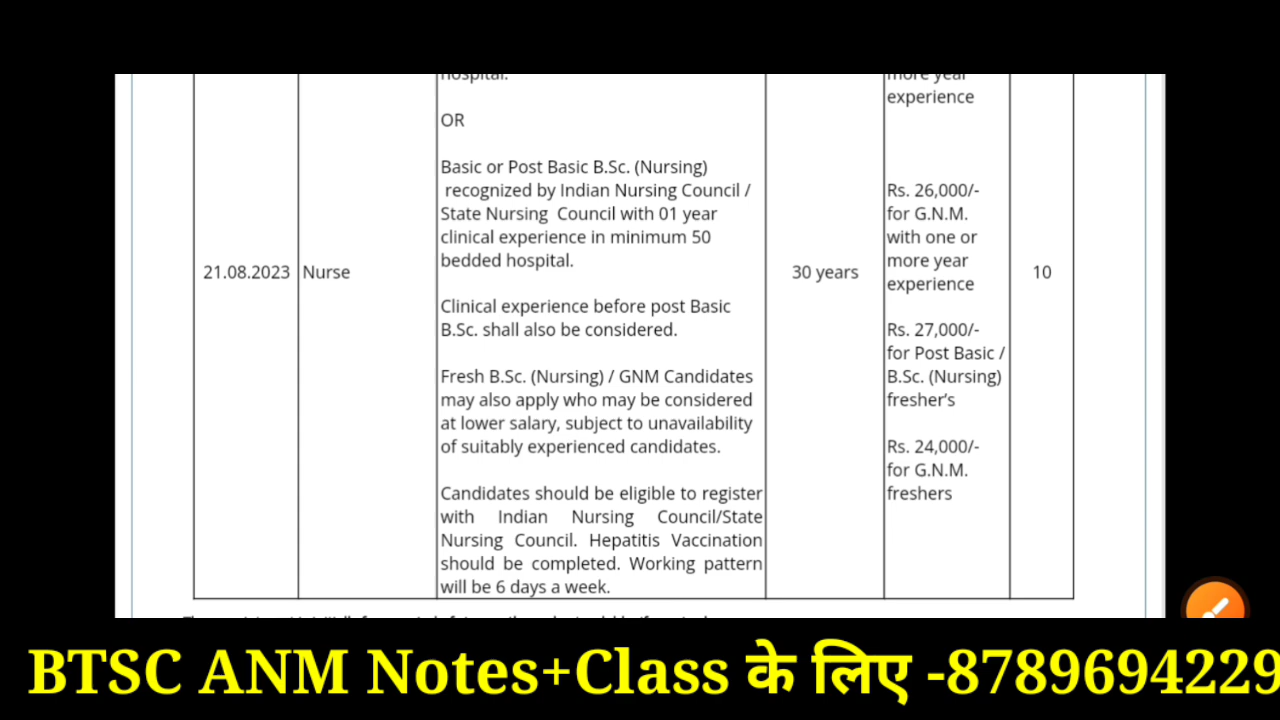 hospital.
OR
Basic or Post Basic B.Sc. (Nursing)
recognized by Indian Nursing Council /
State Nursing Council with 01 year
clinical experience in minimum 50
bedded hospital.
Clinical experience before post Basic
B.Sc. shall also be considered.
Fresh B.Sc. (Nursing) / GNM Candidates
may also apply who may be considered
at lower salary, subject to unavailability
of suitably experienced candidates.
Candidates should be eligible to register
with Indian Nursing Council/State
Nursing Council. Hepatitis Vaccination
should be completed. Working pattern
will be 6 days a week.
21.08.2023
Nurse
30 years
more year
experience
Rs. 26,000/-
for G.N.M.
with one or
more year
experience
Rs. 27,000/-
for Post Basic /
B.Sc. (Nursing)
fresher's
Rs. 24,000/-
for G.N.M.
freshers
10
BTSC ANM Notes+Class के लिए -8789694229